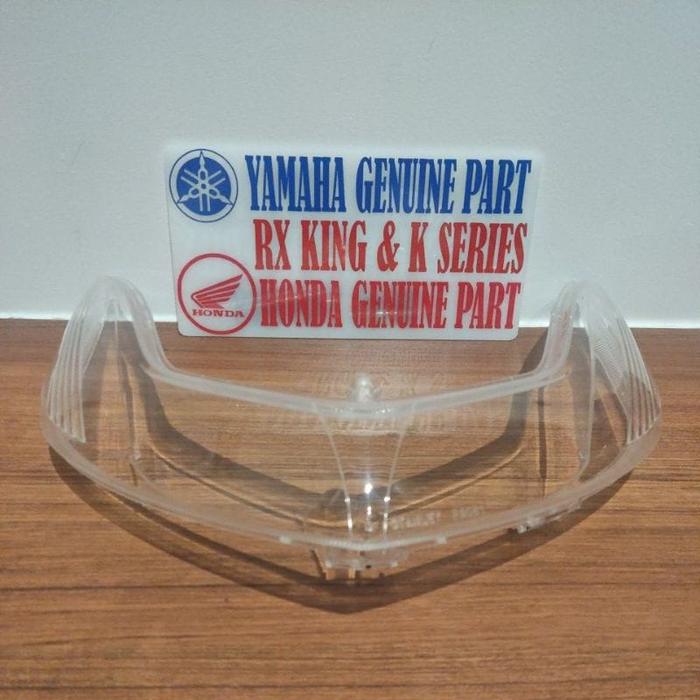 YAMAHA GENUINE PART
RX KING & K SERIES
HONDA
HONDA GENUINE PART